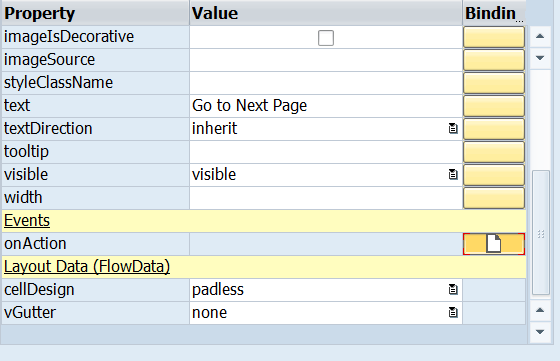 Property Value Bindin...
imageIsDecorative
imageSource
styleClassName
text Go to Next Page
textDirection inherit
tooltip
visible visible
width
Events
onAction
Layout Data (FlowData)
cellDesign padless
vGutter none